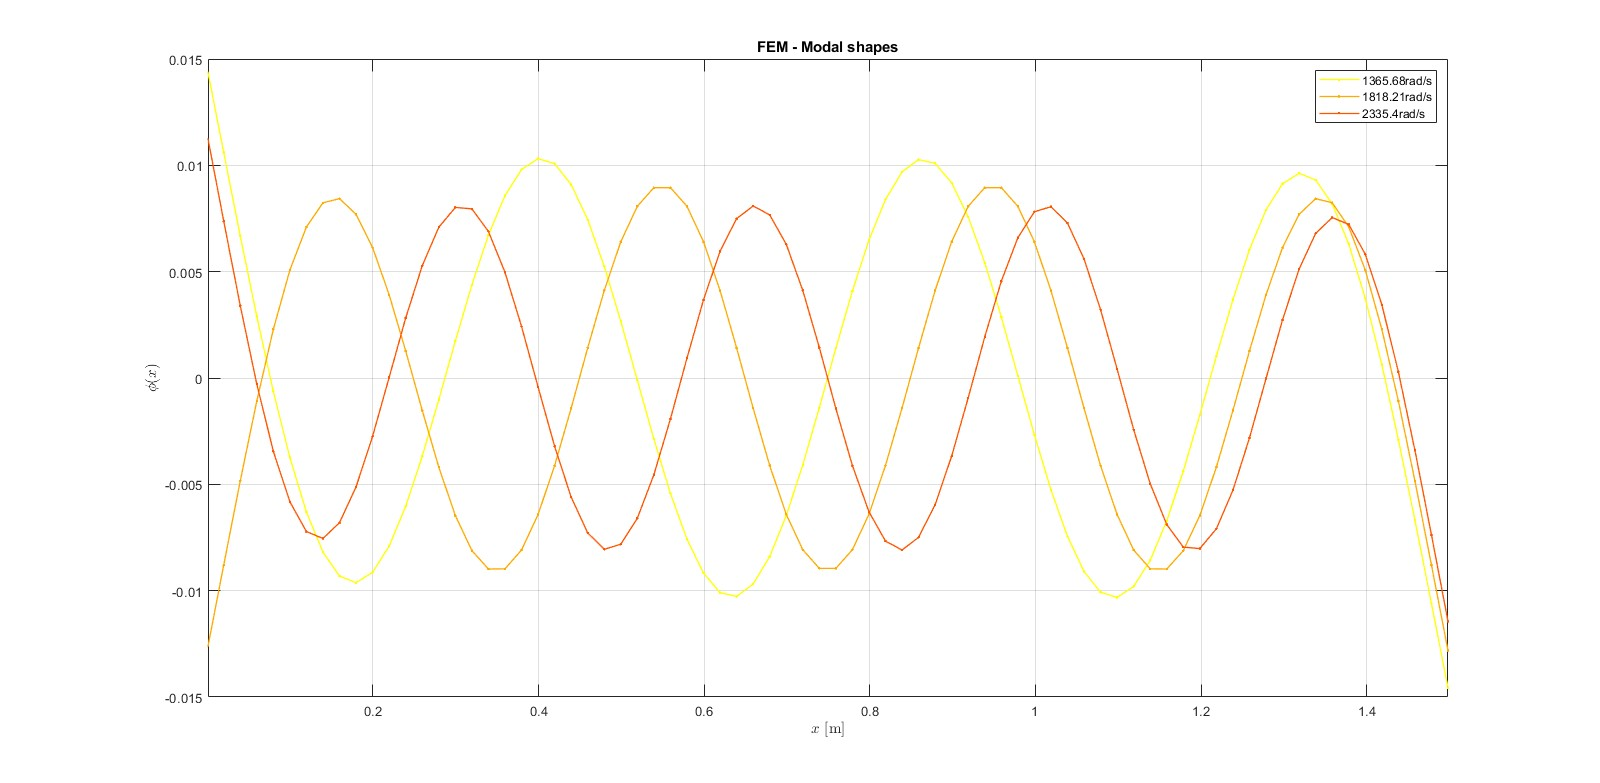 FEM - Modal shapes
1365.68rad/s
1818.21rad/s
2335.4rad/s
0.015
0.01
0.005
0
-0.005
-0.01
-0.015
ϕ(x)
0.2 0.4 0.6 0.8 1 1.2 1.4
x [m]